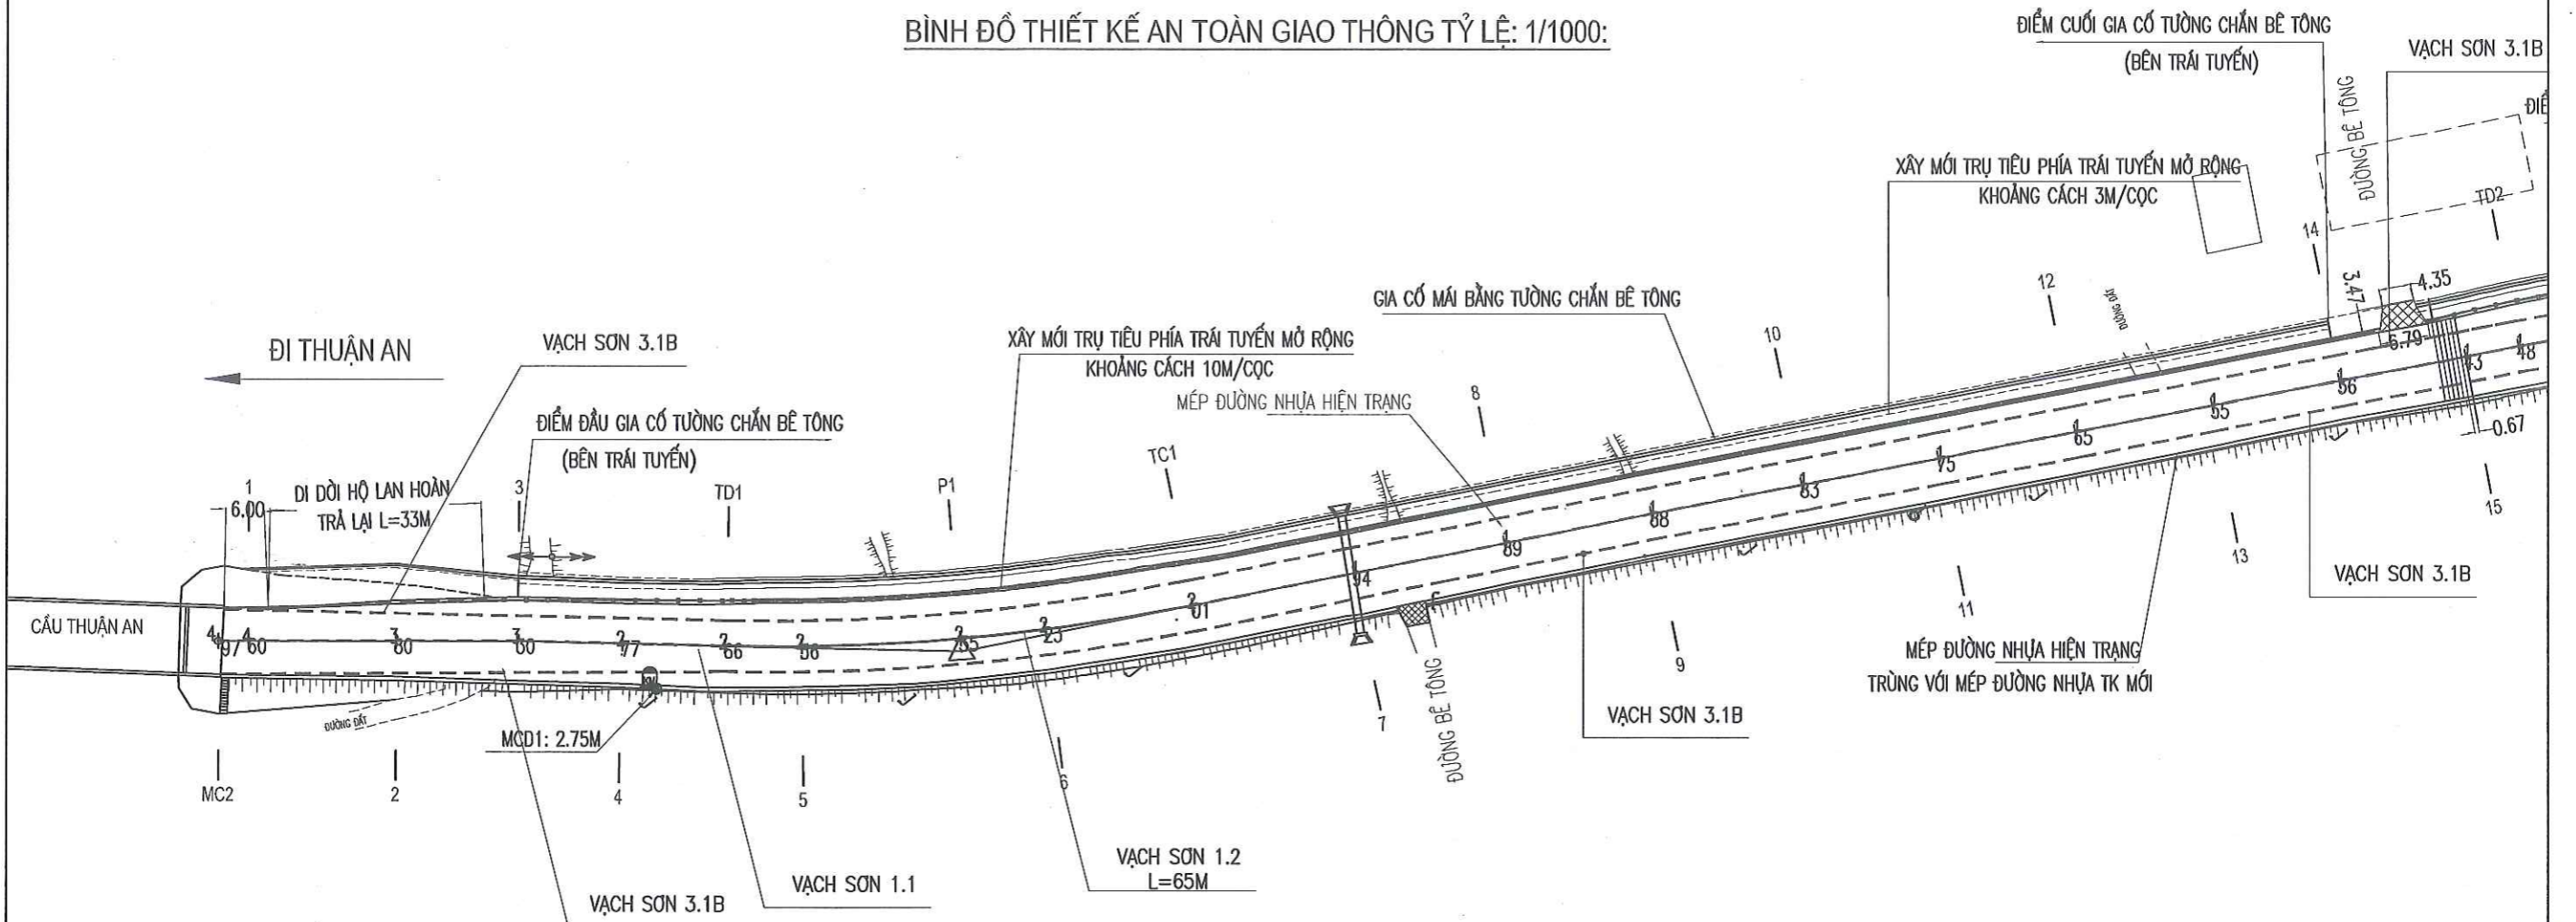 BÌNH ĐỒ THIẾT KẾ AN TOÀN GIAO THÔNG TỶ LỆ: 1/1000:
ĐIỂM CUỐI GIA CỐ TƯỜNG CHẮN BÊ TÔNG
(BÊN TRÁI TUYẾN)
VẠCH SƠN 3.1B
ĐƯỜNG BÊ TÔNG
XÂY MỚI TRỤ TIÊU PHÍA TRÁI TUYẾN MỞ RỘNG
KHOẢNG CÁCH 3M/CỌC
TD2
14
12
3.47
4.35
6.79
ĐƯỜNG ĐẤT
GIA CỐ MÁI BẰNG TƯỜNG CHẮN BÊ TÔNG
10
ĐI THUẬN AN
VẠCH SƠN 3.1B
XÂY MỚI TRỤ TIÊU PHÍA TRÁI TUYẾN MỞ RỘNG
KHOẢNG CÁCH 10M/CỌC
MÉP ĐƯỜNG NHỰA HIỆN TRẠNG
8
ĐIỂM ĐẦU GIA CỐ TƯỜNG CHẮN BÊ TÔNG
(BÊN TRÁI TUYẾN)
TC1
P1
TD1
3
1
6.00
DI DỜI HỘ LAN HOÀN
TRẢ LẠI L=33M
0.67
15
13
11
9
7
CẦU THUẬN AN
VẠCH SƠN 3.1B
MÉP ĐƯỜNG NHỰA HIỆN TRẠNG
TRÙNG VỚI MÉP ĐƯỜNG NHỰA TK MỚI
VẠCH SƠN 3.1B
ĐƯỜNG BÊ TÔNG
ĐƯỜNG ĐẤT
MCD1: 2.75M
MC2
2
4
5
6
VẠCH SƠN 1.2
L=65M
VẠCH SƠN 1.1
VẠCH SƠN 3.1B